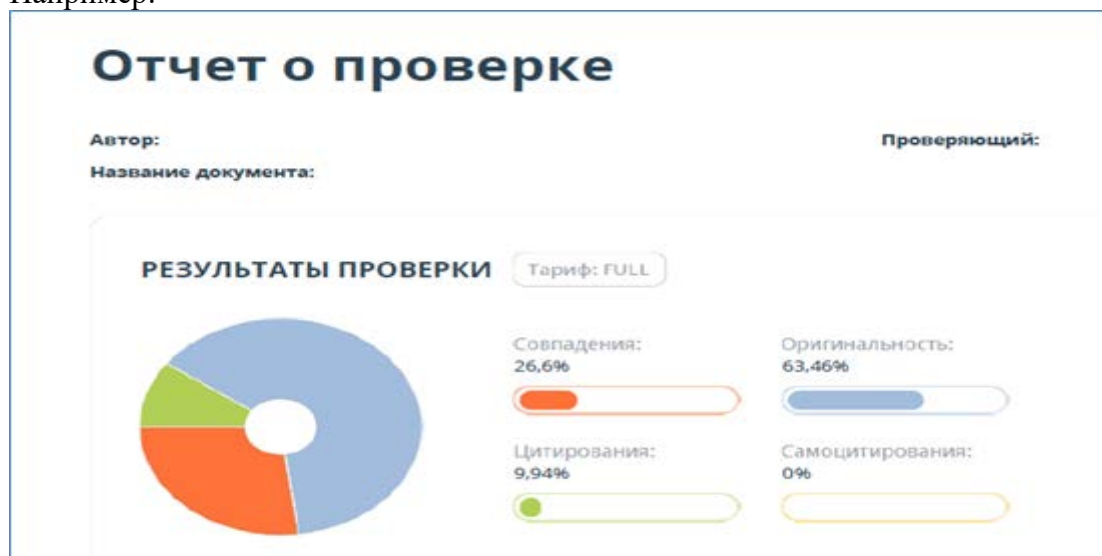 Например:
Отчет о проверке
Автор:
Проверяющий:
Название документа:
РЕЗУЛЬТАТЫ ПРОВЕРКИ
Тариф: FULL
Совпадения:
26,6%
Оригинальность:
63,46%
Цитирования:
9,94%
Самоцитирования:
0%